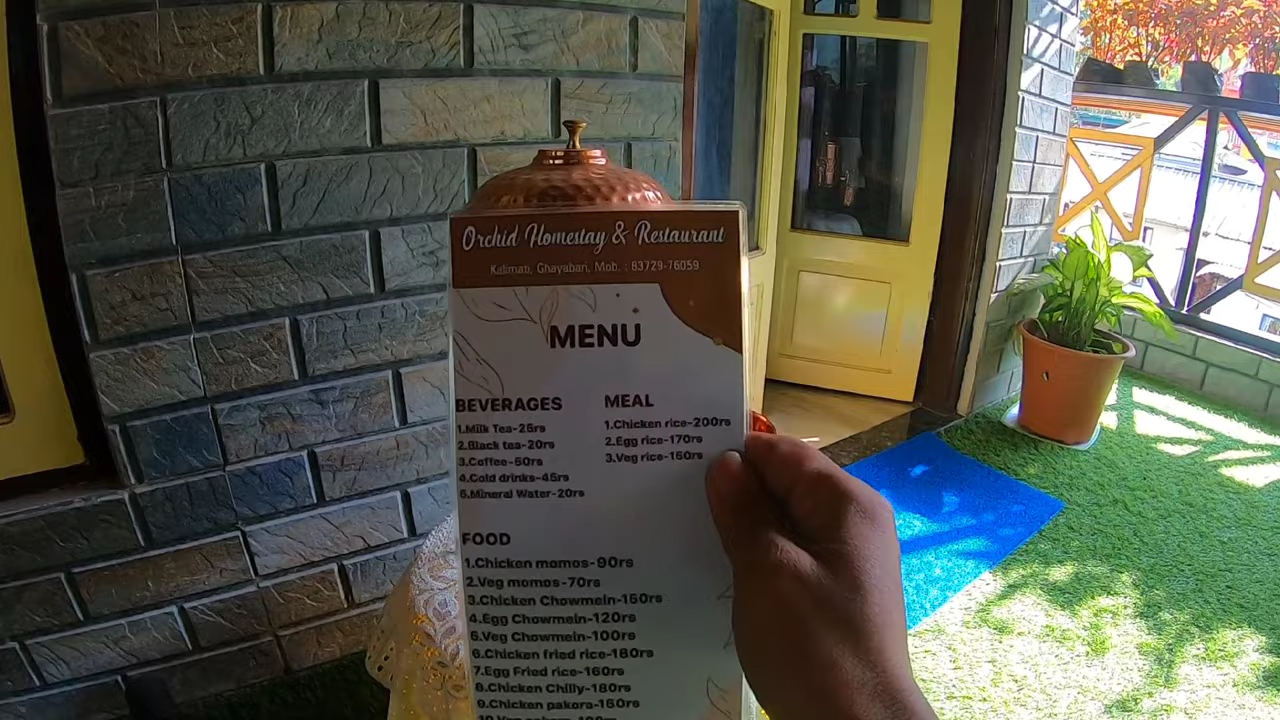 Orchid Homestay & Restaurant
Kalimati, Ghayabari, Mob. : 83729-76059
MENU
BEVERAGES
1.Milk Tea-25rs
2.Black tea-20rs
3.Coffee-50rs
4.Cold drinks-45rs
5.Mineral Water-20rs
MEAL
1.Chicken rice-200rs
2.Egg rice-170rs
3.Veg rice-150rs
FOOD
1.Chicken momos-90rs
2.Veg momos-70rs
3.Chicken Chowmein-150rs
4.Egg Chowmein-120rs
5.Veg Chowmein-100rs
6.Chicken fried rice-180rs
7.Egg Fried rice-160rs
8.Chicken Chilly-180rs
9.Chicken pakora-150rs